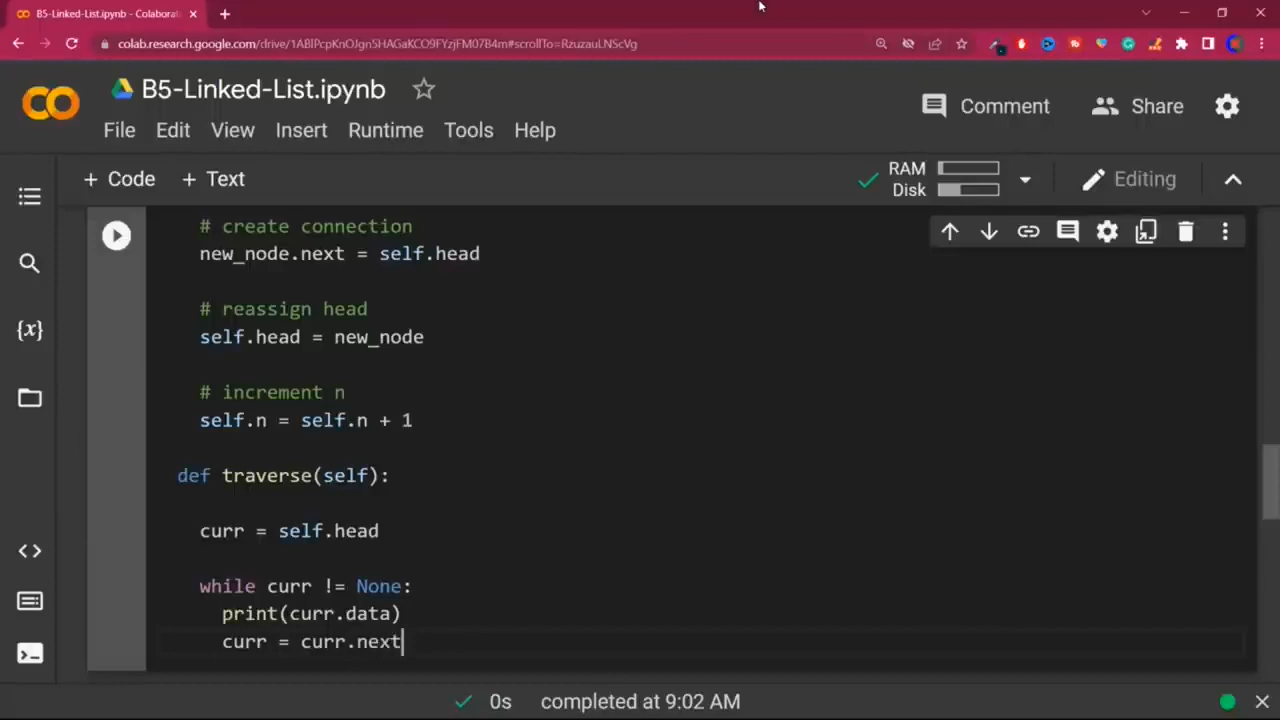 B5-Linked-List.ipynb - Colaborat
colab.research.google.com/drive/1ABlPcpKnOJgn5HAGaKCO9FYzjFM07B4m#scrollTo=RzuzauLNScVg
B5-Linked-List.ipynb
Comment
Share
File Edit View Insert Runtime Tools Help
+ Code + Text
RAM
Disk
Editing
# create connection
new_node.next = self.head
# reassign head
self.head = new_node
# increment n
self.n = self.n + 1
def traverse(self):
curr = self.head
while curr != None:
print(curr.data)
curr = curr.next
{x}
0s completed at 9:02 AM